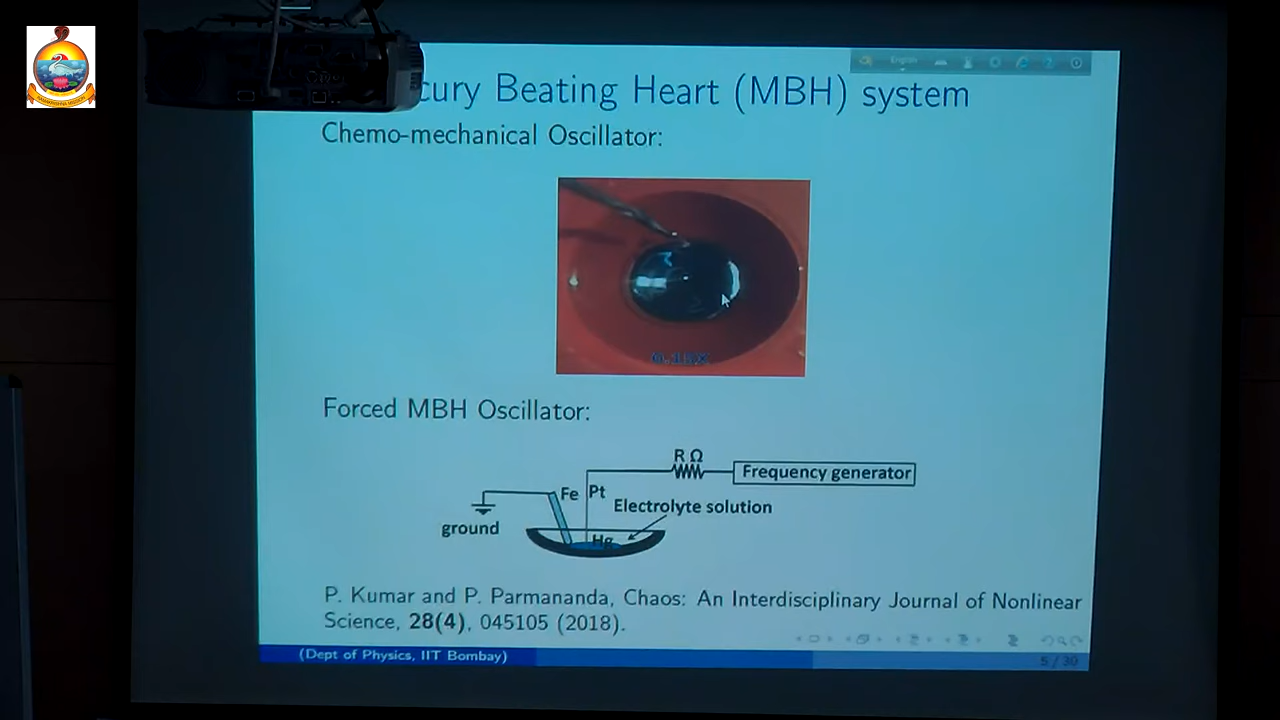 cury Beating Heart (MBH) system
English
Chemo-mechanical Oscillator:
Forced MBH Oscillator:
R Ω
Frequency generator
Fe
Pt
Electrolyte solution
ground
Hg
P. Kumar and P. Parmananda, Chaos: An Interdisciplinary Journal of Nonlinear
Science, 28(4), 045105 (2018).
(Dept of Physics, IIT Bombay)
5 / 30